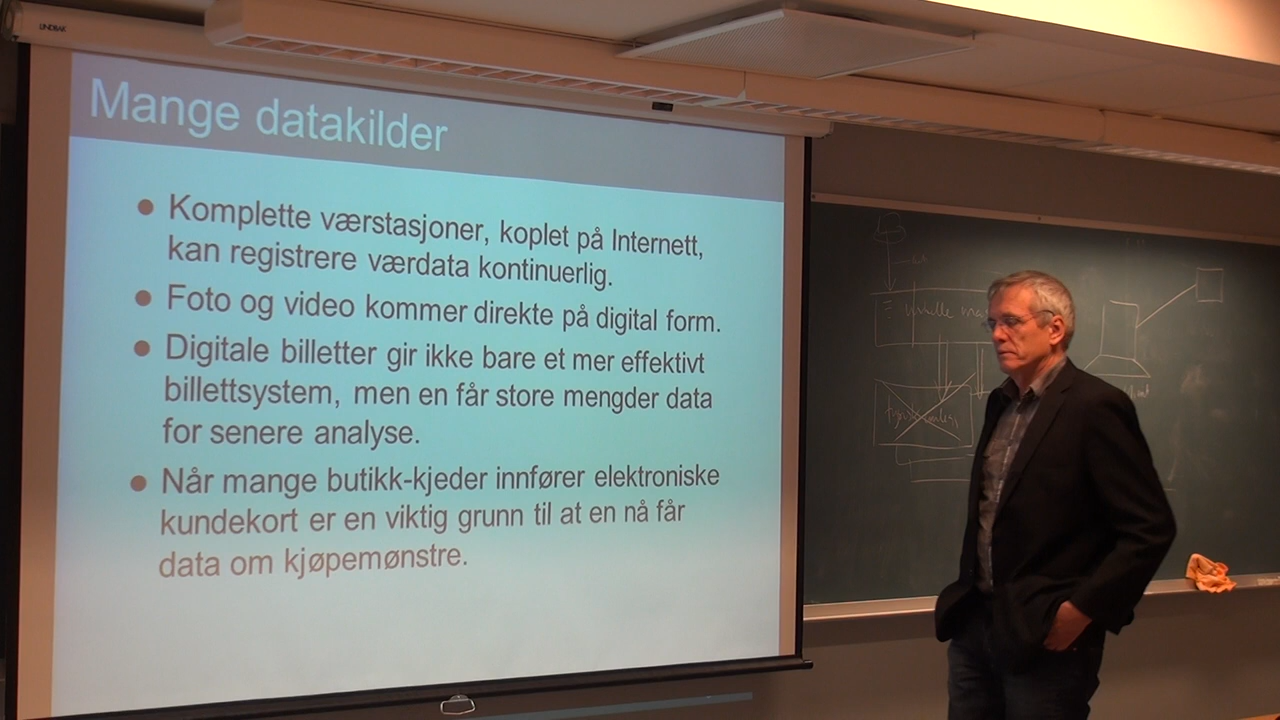 LINDBAK
Mange datakilder
● Komplette værstasjoner, koplet på Internett,
kan registrere værdata kontinuerlig.
● Foto og video kommer direkte på digital form.
● Digitale billetter gir ikke bare et mer effektivt
billettsystem, men en får store mengder data
for senere analyse.
● Når mange butikk-kjeder innfører elektroniske
kundekort er en viktig grunn til at en nå får
data om kjøpemønstre.